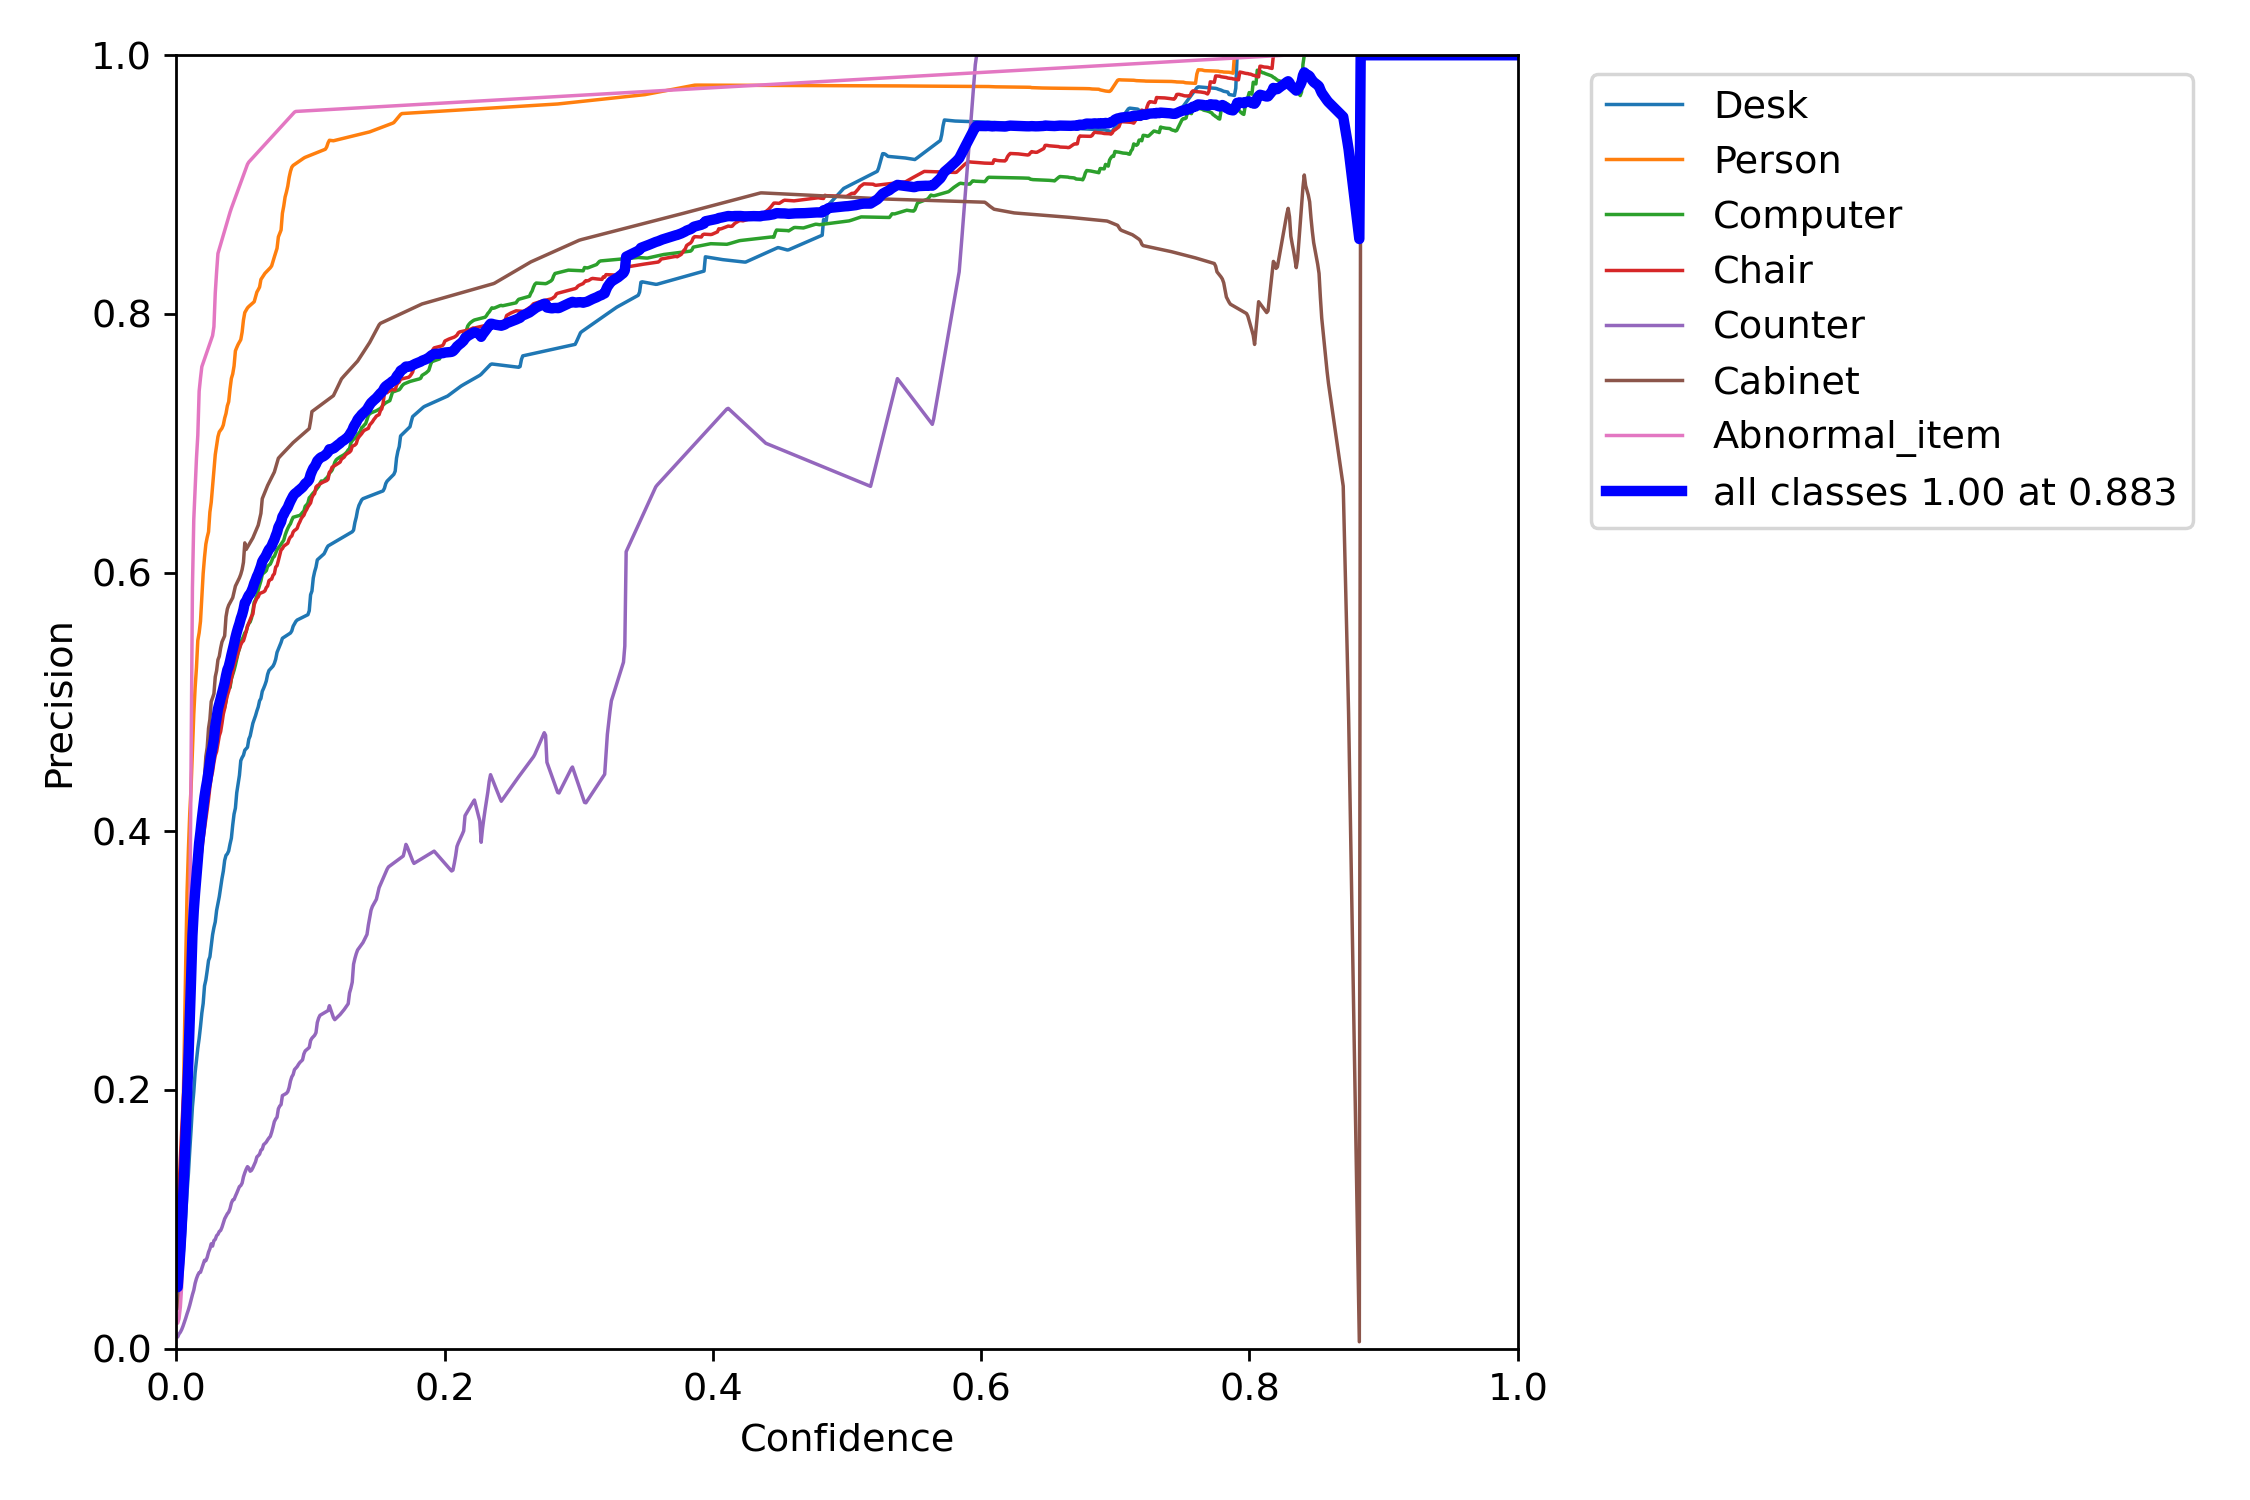 1.0
0.8
0.6
0.4
0.2
0.0
Precision
0.0 0.2 0.4 0.6 0.8 1.0
Confidence
Desk
Person
Computer
Chair
Counter
Cabinet
Abnormal_item
all classes 1.00 at 0.883